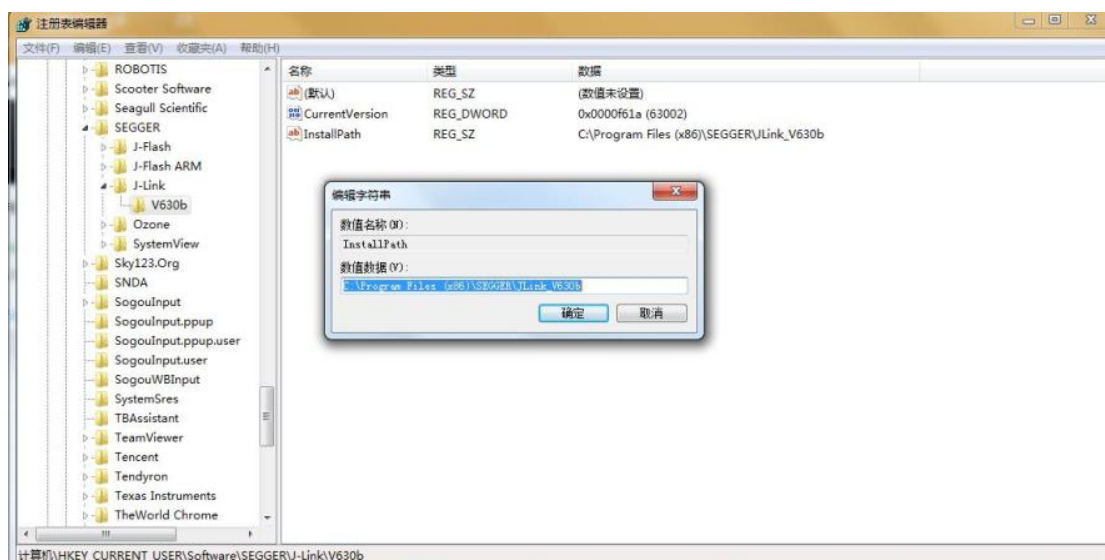 注册表编辑器
文件(F) 编辑(E) 查看(V) 收藏夹(A) 帮助(H)
ROBOTIS
Scooter Software
Seagull Scientific
SEGGER
J-Flash
J-Flash ARM
J-Link
V630b
Ozone
SystemView
Sky123.Org
SNDA
SogouInput
SogouInput.ppup
SogouInput.ppup.user
SogouInput.user
SogouWBInput
SystemSres
TBAssistant
TeamViewer
Tencent
Tendyron
Texas Instruments
TheWorld Chrome
名称 类型 数据
ab (默认) REG_SZ (数值未设置)
CurrentVersion REG_DWORD 0x0000f61a (63002)
ab InstallPath REG_SZ C:\Program Files (x86)\SEGGER\JLink_V630b
编辑字符串
数值名称(N):
InstallPath
数值数据(V):
C:\Program Files (x86)\SEGGER\JLink_V630b
确定 取消
计算机\HKEY_CURRENT_USER\Software\SEGGER\J-Link\V630b